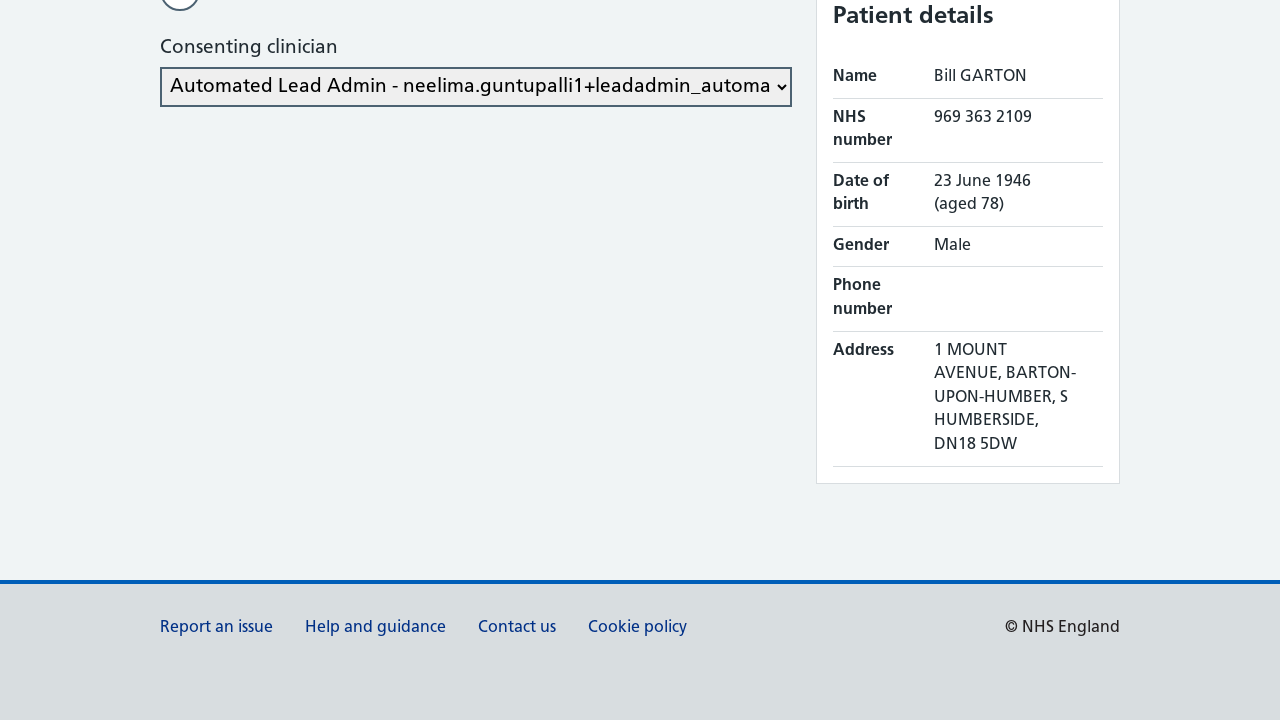 Consenting clinician
Automated Lead Admin - neelima.guntupalli1+leadadmin_automa
Patient details
Name Bill GARTON
NHS number 969 363 2109
Date of birth 23 June 1946 (aged 78)
Gender Male
Phone number
Address 1 MOUNT
AVENUE, BARTON-
UPON-HUMBER, S
HUMBERSIDE,
DN18 5DW
Report an issue Help and guidance Contact us Cookie policy © NHS England